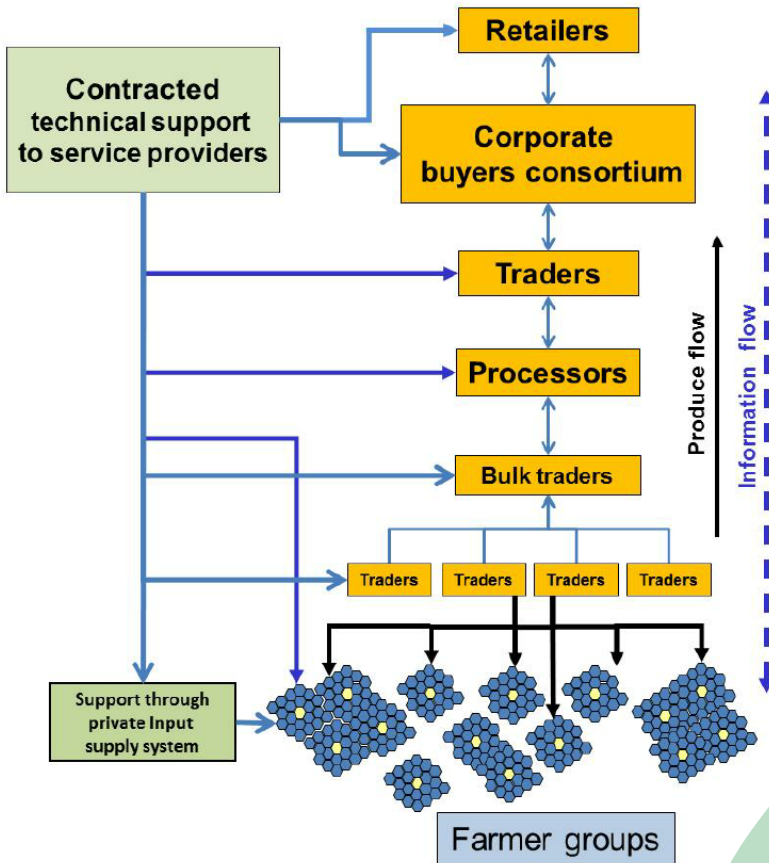 Retailers
Contracted
technical support
to service providers
Corporate
buyers consortium
Traders
Processors
Bulk traders
Traders
Traders
Traders
Traders
Produce flow
Information flow
Support through
private Input
supply system
Farmer groups